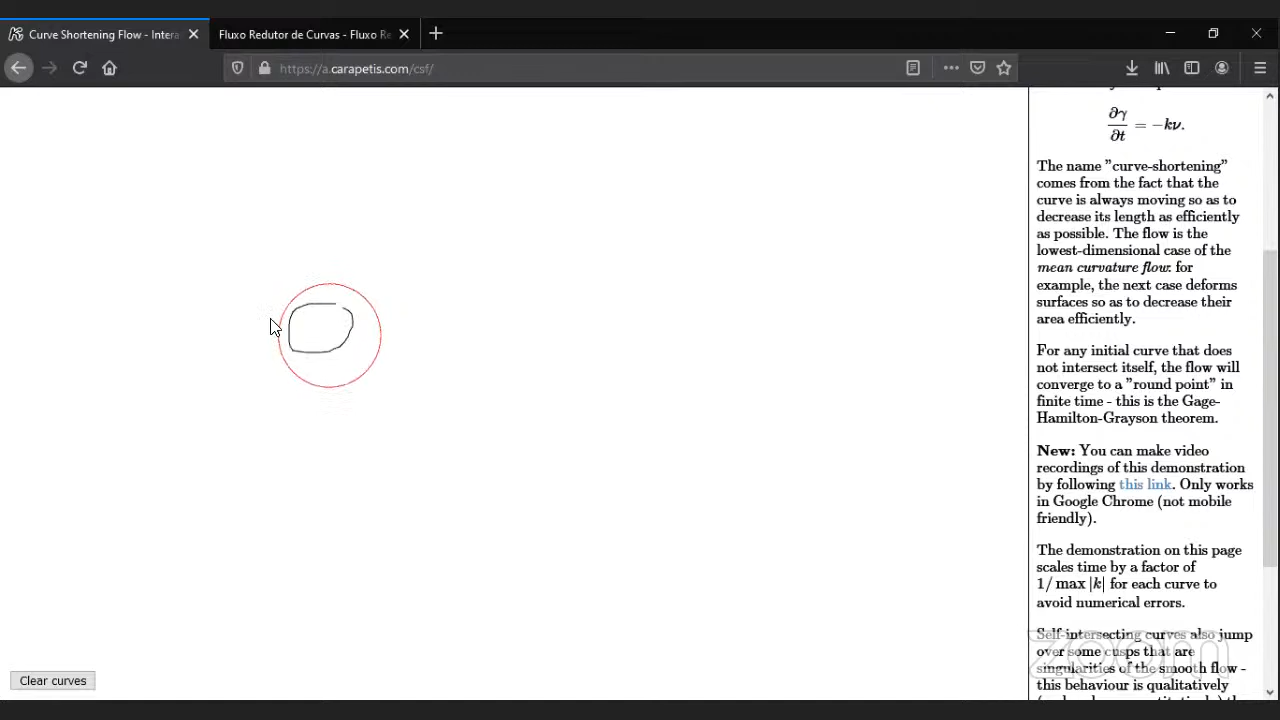 Curve Shortening Flow - Intera
Fluxo Redutor de Curvas - Fluxo Re
https://a.carapetis.com/csf/
∂γ/∂t = −kν.
The name "curve-shortening"
comes from the fact that the
curve is always moving so as to
decrease its length as efficiently
as possible. The flow is the
lowest-dimensional case of the
mean curvature flow: for
example, the next case deforms
surfaces so as to decrease their
area efficiently.
For any initial curve that does
not intersect itself, the flow will
converge to a "round point" in
finite time - this is the Gage-
Hamilton-Grayson theorem.
New: You can make video
recordings of this demonstration
by following this link. Only works
in Google Chrome (not mobile
friendly).
The demonstration on this page
scales time by a factor of
1/ max |k| for each curve to
avoid numerical errors.
Self-intersecting curves also jump
over some cusps that are
singularities of the smooth flow -
this behaviour is qualitatively
zoom
Clear curves